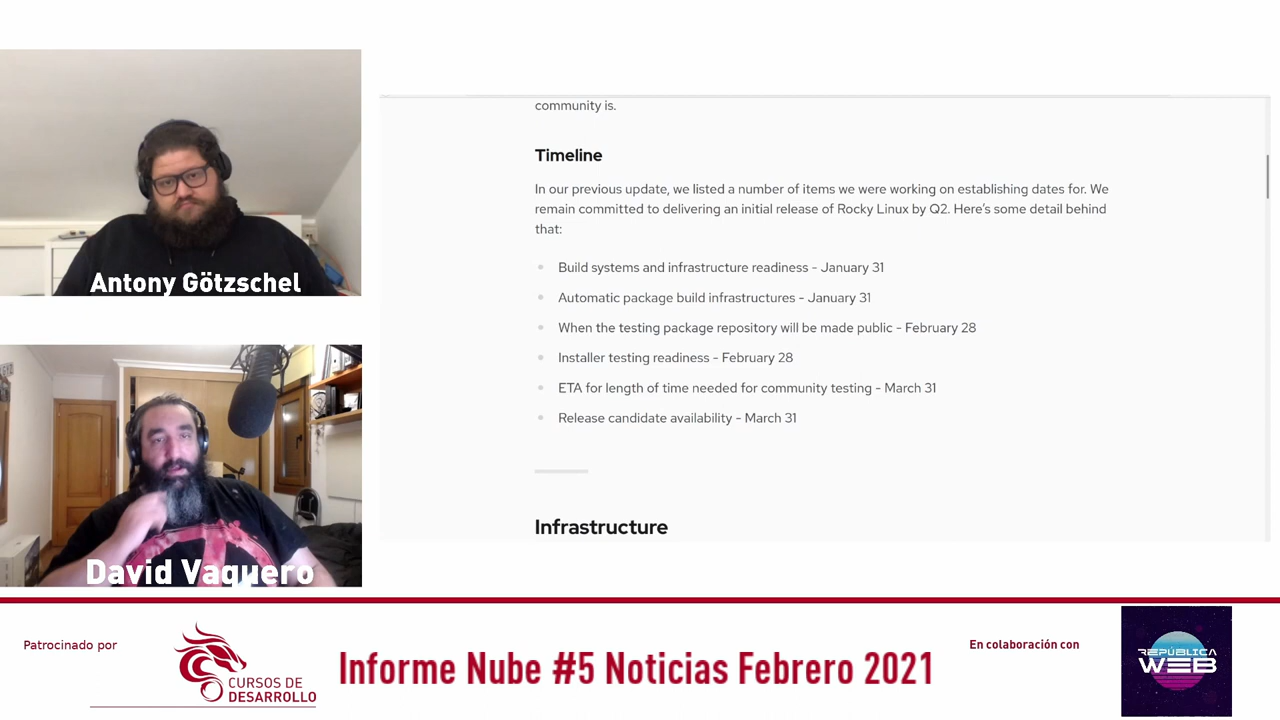 community is.
Timeline
In our previous update, we listed a number of items we were working on establishing dates for. We
remain committed to delivering an initial release of Rocky Linux by Q2. Here's some detail behind
that:
Build systems and infrastructure readiness - January 31
Automatic package build infrastructures - January 31
When the testing package repository will be made public - February 28
Installer testing readiness - February 28
ETA for length of time needed for community testing - March 31
Release candidate availability - March 31
Infrastructure
Antony Götzschel
David Vaquero
Patrocinado por
CURSOS DE
DESARROLLO
Informe Nube #5 Noticias Febrero 2021
En colaboración con
REPÚBLICA
WEB